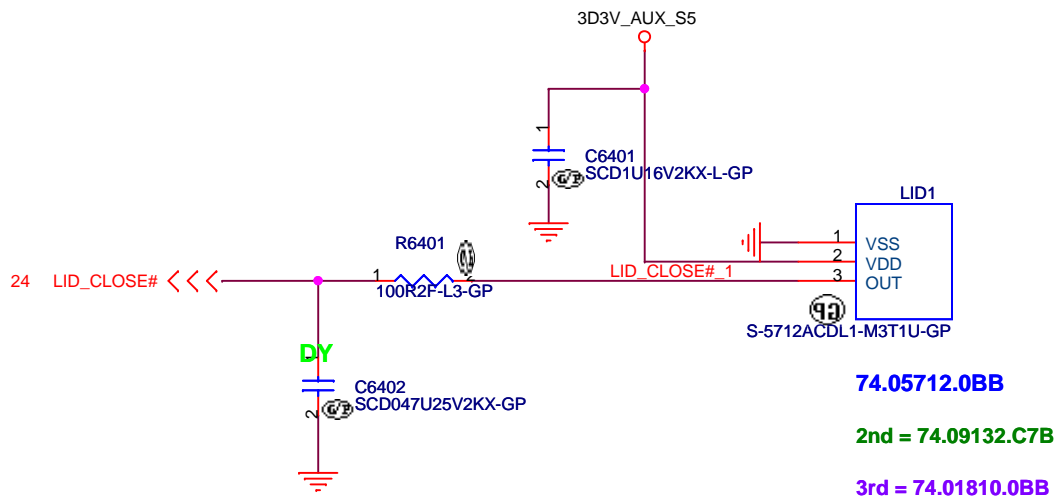 3D3V_AUX_S5
1
C6401
SCD1U16V2KX-L-GP
2
G/P
LID1
R6401
1
VSS
2
VDD
3
OUT
24 LID_CLOSE#
1
100R2F-L3-GP
LID_CLOSE#_1
GP
S-5712ACDL1-M3T1U-GP
DY
C6402
SCD047U25V2KX-GP
2
G/P
74.05712.0BB
2nd = 74.09132.C7B
3rd = 74.01810.0BB